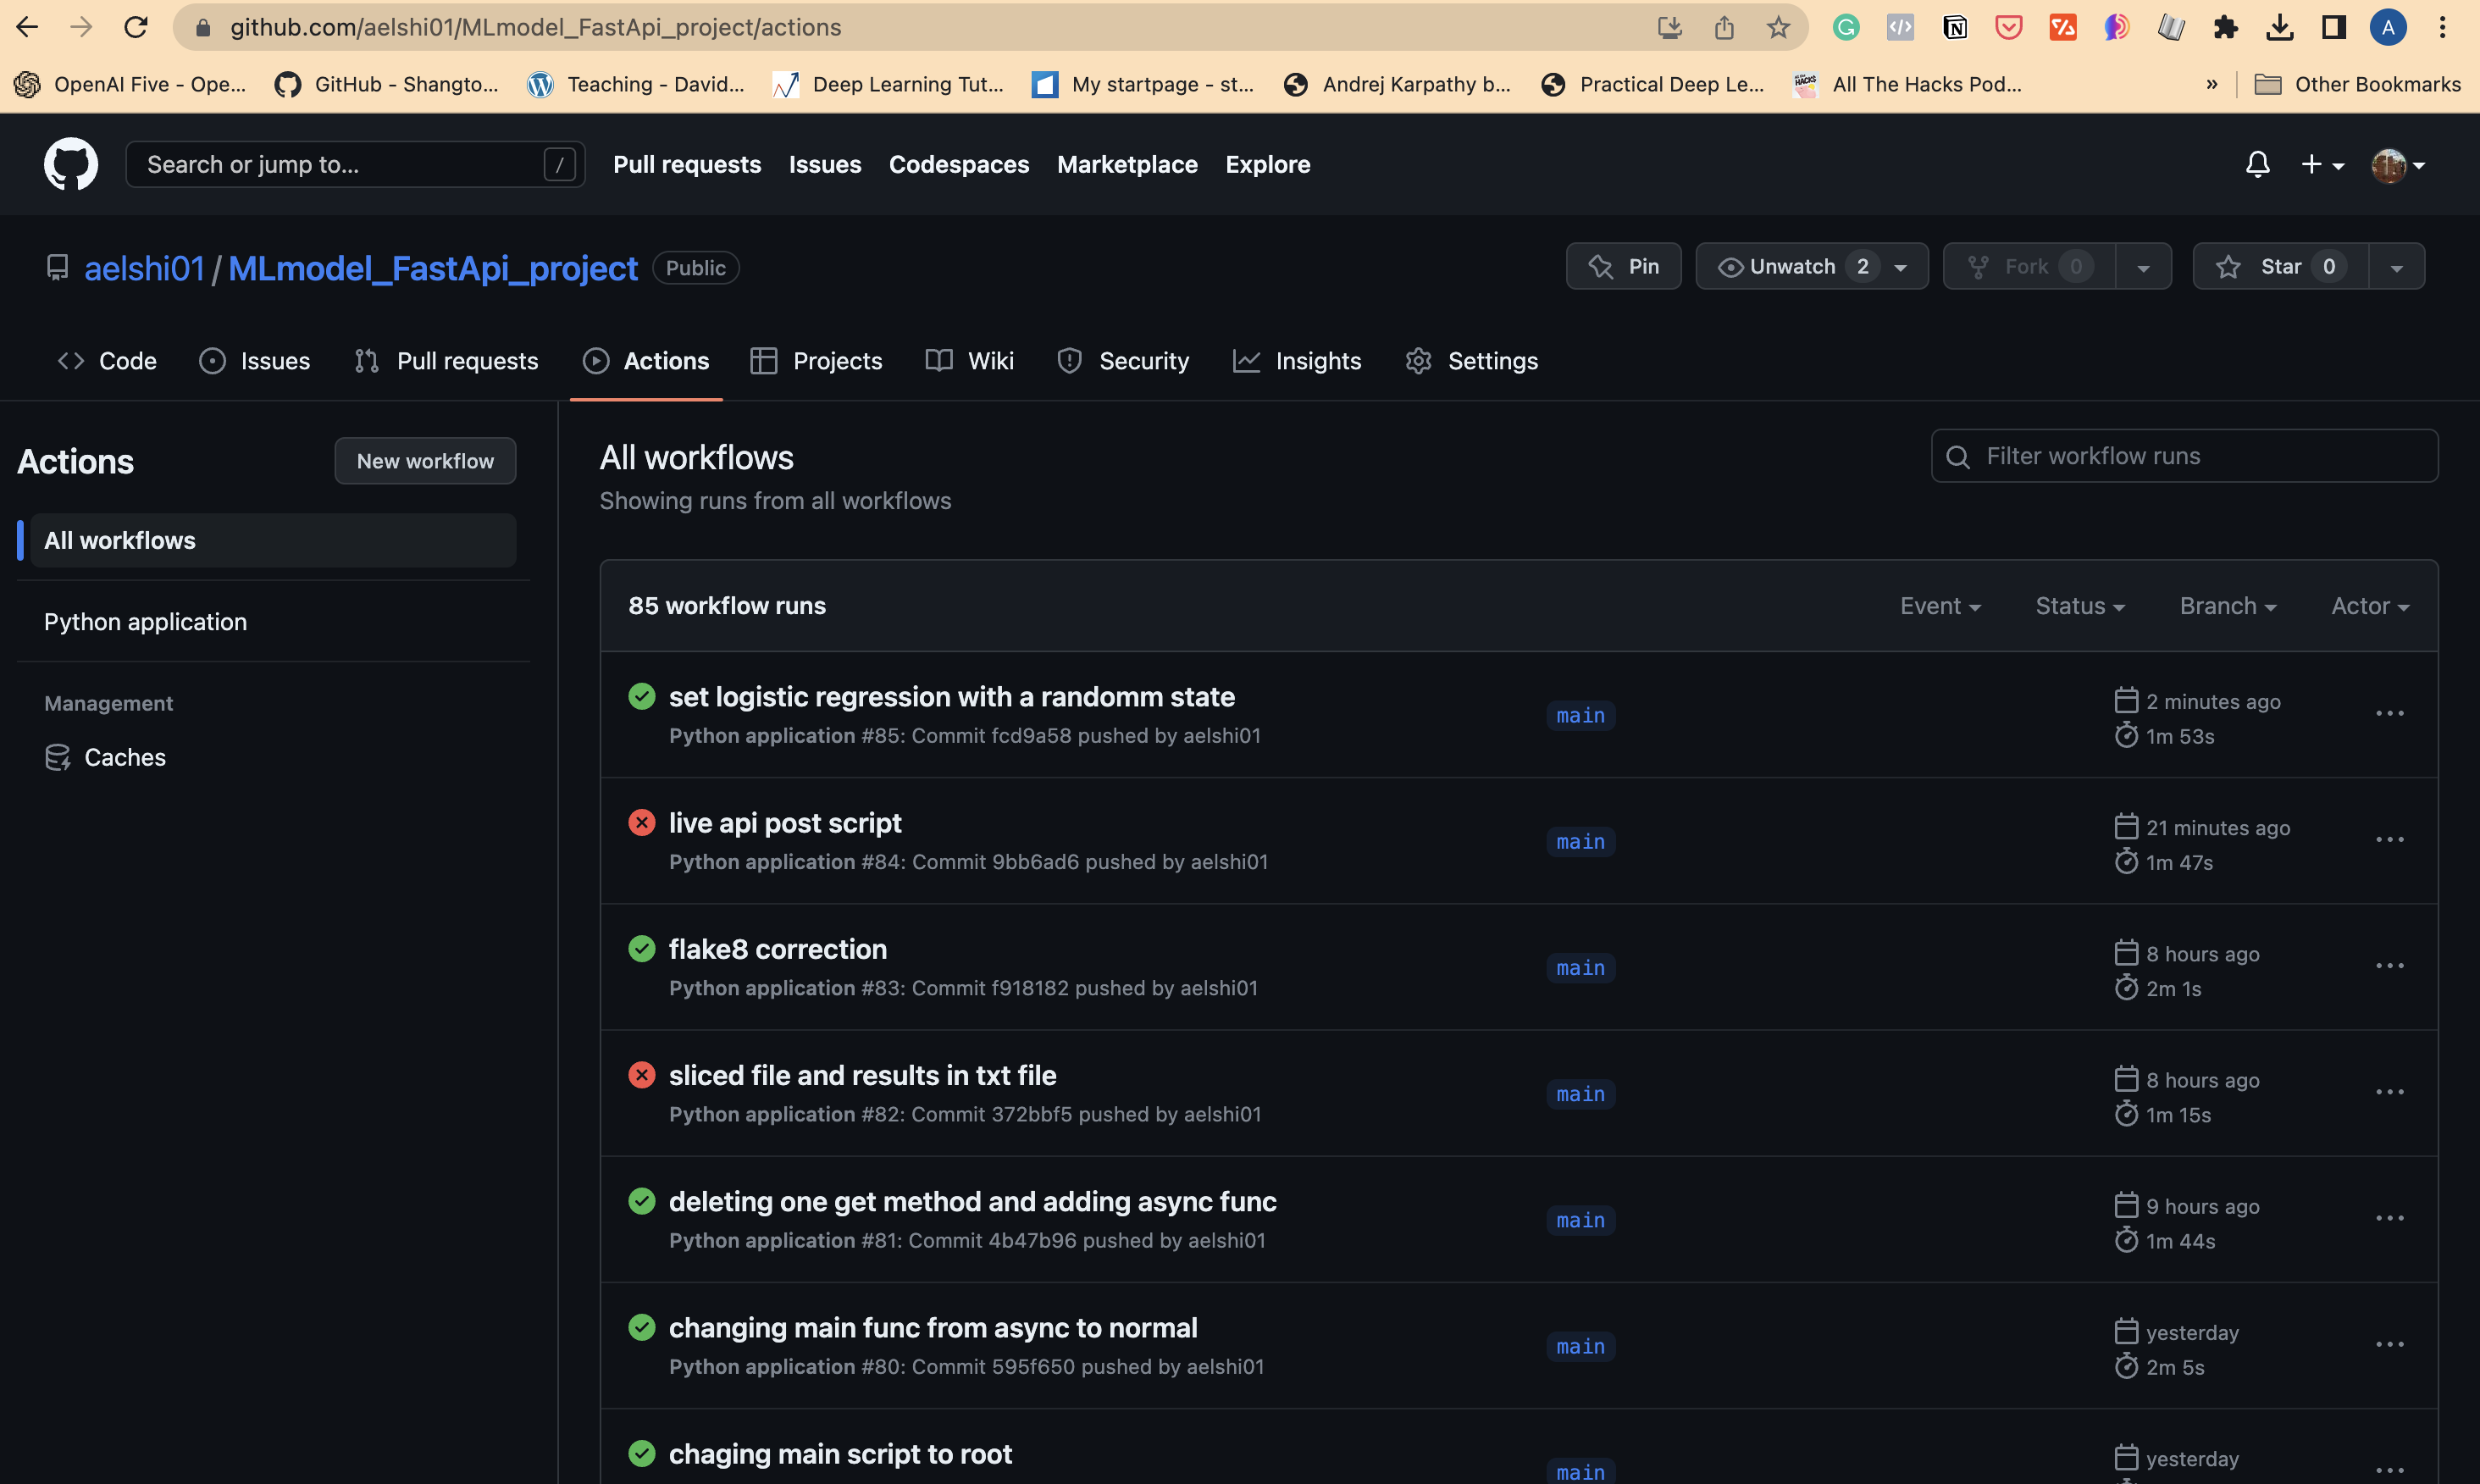 github.com/aelshi01/MLmodel_FastApi_project/actions
A
OpenAI Five - Ope...
GitHub - Shangto...
Teaching - David...
Deep Learning Tut...
My startpage - st...
Andrej Karpathy b...
Practical Deep Le...
All The Hacks Pod...
»
Other Bookmarks
Search or jump to...
/
Pull requests
Issues
Codespaces
Marketplace
Explore
aelshi01 / MLmodel_FastApi_project
Public
Pin
Unwatch 2
Fork 0
Star 0
Code
Issues
Pull requests
Actions
Projects
Wiki
Security
Insights
Settings
Actions
New workflow
All workflows
Python application
Management
Caches
All workflows
Showing runs from all workflows
Filter workflow runs
85 workflow runs
Event
Status
Branch
Actor
set logistic regression with a randomm state
Python application #85: Commit fcd9a58 pushed by aelshi01
main
2 minutes ago
1m 53s
live api post script
Python application #84: Commit 9bb6ad6 pushed by aelshi01
main
21 minutes ago
1m 47s
flake8 correction
Python application #83: Commit f918182 pushed by aelshi01
main
8 hours ago
2m 1s
sliced file and results in txt file
Python application #82: Commit 372bbf5 pushed by aelshi01
main
8 hours ago
1m 15s
deleting one get method and adding async func
Python application #81: Commit 4b47b96 pushed by aelshi01
main
9 hours ago
1m 44s
changing main func from async to normal
Python application #80: Commit 595f650 pushed by aelshi01
main
yesterday
2m 5s
chaging main script to root
main
yesterday